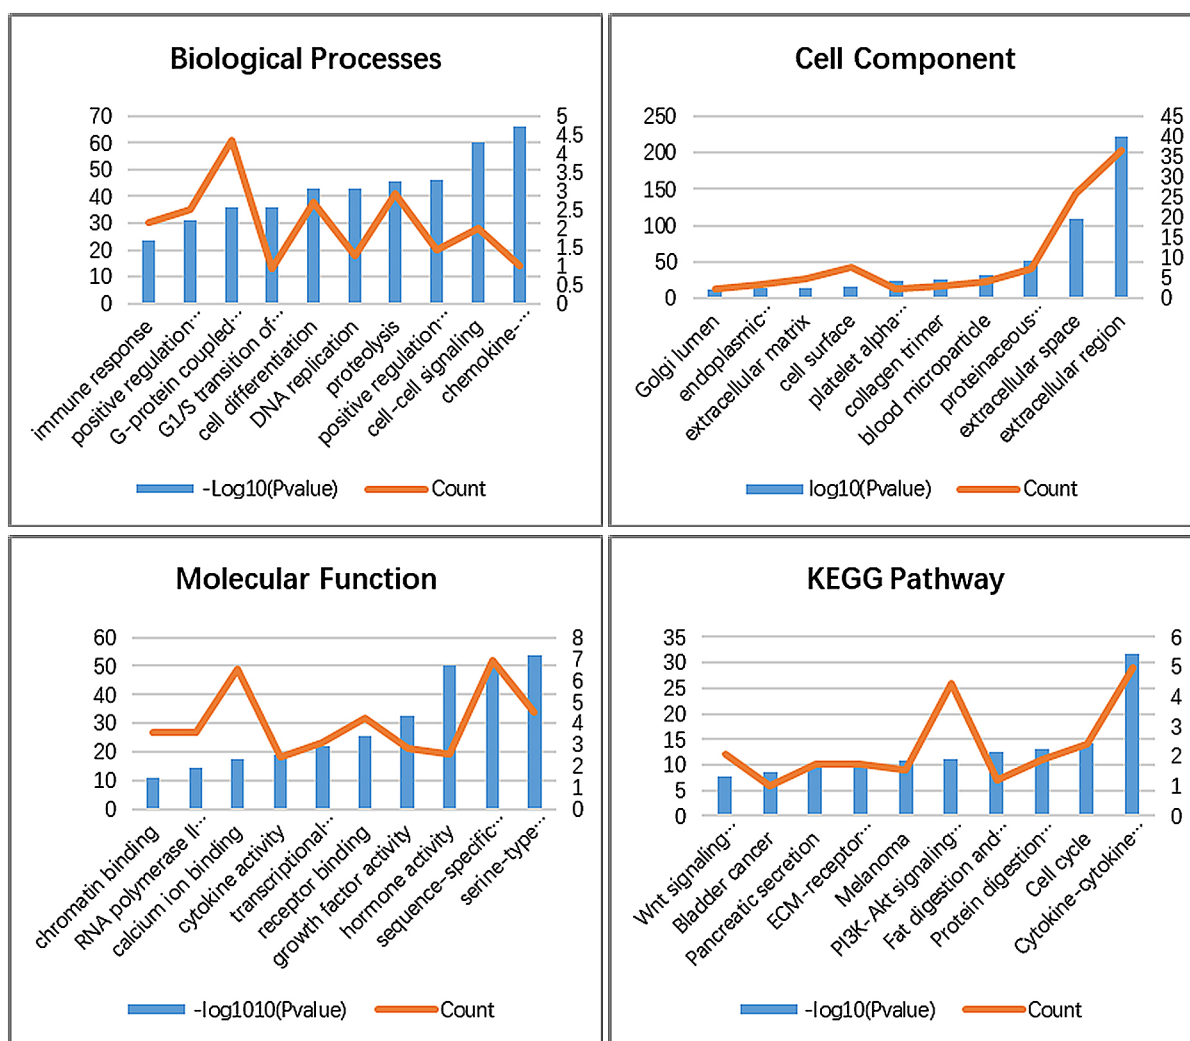 Biological Processes
70
60
50
40
30
20
10
0
5
4.5
4
3.5
3
2.5
2
1.5
1
0.5
0
immune response
positive regulation…
G-protein coupled…
G1/S transition of…
cell differentiation
DNA replication
proteolysis
positive regulation…
cell-cell signaling
chemokine-…
-Log10(Pvalue) Count
Cell Component
250
200
150
100
50
0
45
40
35
30
25
20
15
10
5
0
Golgi lumen
endoplasmic…
extracellular matrix
cell surface
platelet alpha…
collagen trimer
blood microparticle
proteinaceous…
extracellular space
extracellular region
log10(Pvalue) Count
Molecular Function
60
50
40
30
20
10
0
8
7
6
5
4
3
2
1
0
chromatin binding
RNA polymerase II…
calcium ion binding
cytokine activity
transcriptional…
receptor binding
growth factor activity
hormone activity
sequence-specific…
serine-type…
-log1010(Pvalue) Count
KEGG Pathway
35
30
25
20
15
10
5
0
6
5
4
3
2
1
0
Wnt signaling…
Bladder cancer
Pancreatic secretion
ECM-receptor…
Melanoma
PI3K-Akt signaling…
Fat digestion and…
Protein digestion…
Cell cycle
Cytokine-cytokine…
-log10(Pvalue) Count